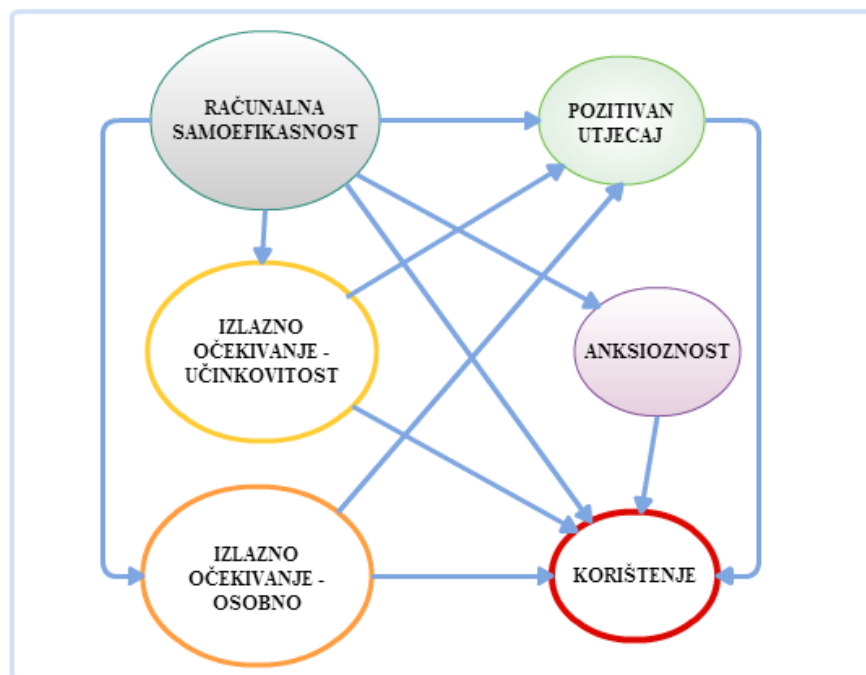 RAČUNALNA
SAMOEFIKASNOST
POZITIVAN
UTJECAJ
IZLAZNO
OČEKIVANJE -
UČINKOVITOST
ANKSIOZNOST
IZLAZNO
OČEKIVANJE -
OSOBNO
KORIŠTENJE